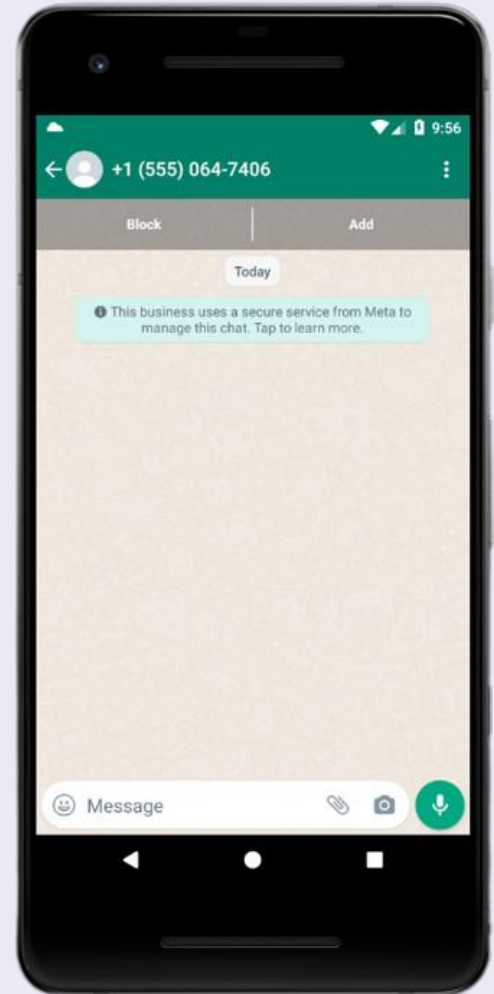 9:56
+1 (555) 064-7406
Block
Add
Today
This business uses a secure service from Meta to
manage this chat. Tap to learn more.
Message